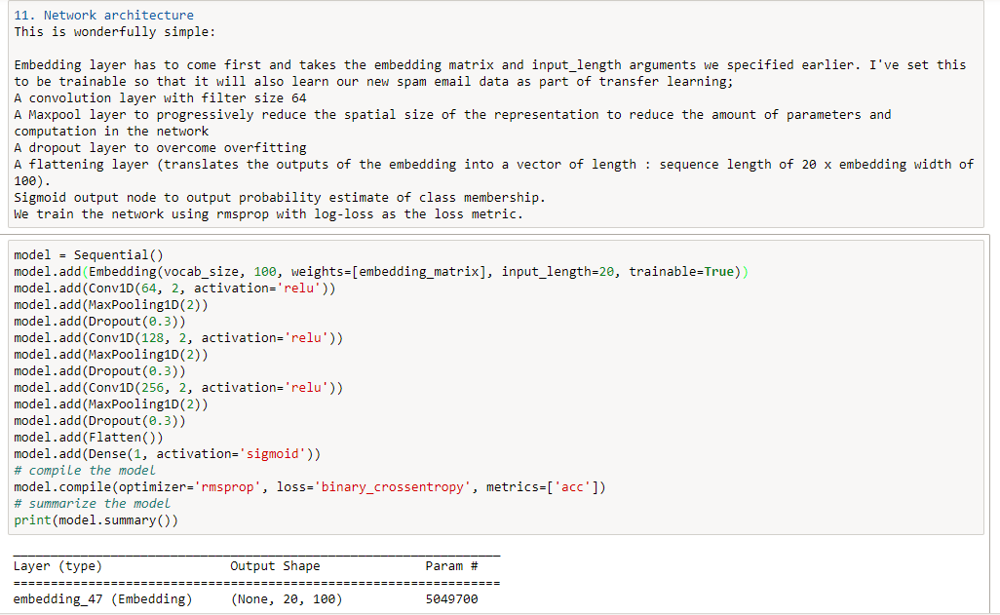 11. Network architecture
This is wonderfully simple:
Embedding layer has to come first and takes the embedding matrix and input_length arguments we specified earlier. I've set this
to be trainable so that it will also learn our new spam email data as part of transfer learning;
A convolution layer with filter size 64
A Maxpool layer to progressively reduce the spatial size of the representation to reduce the amount of parameters and
computation in the network
A dropout layer to overcome overfitting
A flattening layer (translates the outputs of the embedding into a vector of length : sequence length of 20 x embedding width of
100).
Sigmoid output node to output probability estimate of class membership.
We train the network using rmsprop with log-loss as the loss metric.
model = Sequential()
model.add(Embedding(vocab_size, 100, weights=[embedding_matrix], input_length=20, trainable=True))
model.add(Conv1D(64, 2, activation='relu'))
model.add(MaxPooling1D(2))
model.add(Dropout(0.3))
model.add(Conv1D(128, 2, activation='relu'))
model.add(MaxPooling1D(2))
model.add(Dropout(0.3))
model.add(Conv1D(256, 2, activation='relu'))
model.add(MaxPooling1D(2))
model.add(Dropout(0.3))
model.add(Flatten())
model.add(Dense(1, activation='sigmoid'))
# compile the model
model.compile(optimizer='rmsprop', loss='binary_crossentropy', metrics=['acc'])
# summarize the model
print(model.summary())
_________________________________________________________________
Layer (type) Output Shape Param #
=================================================================
embedding_47 (Embedding) (None, 20, 100) 5049700